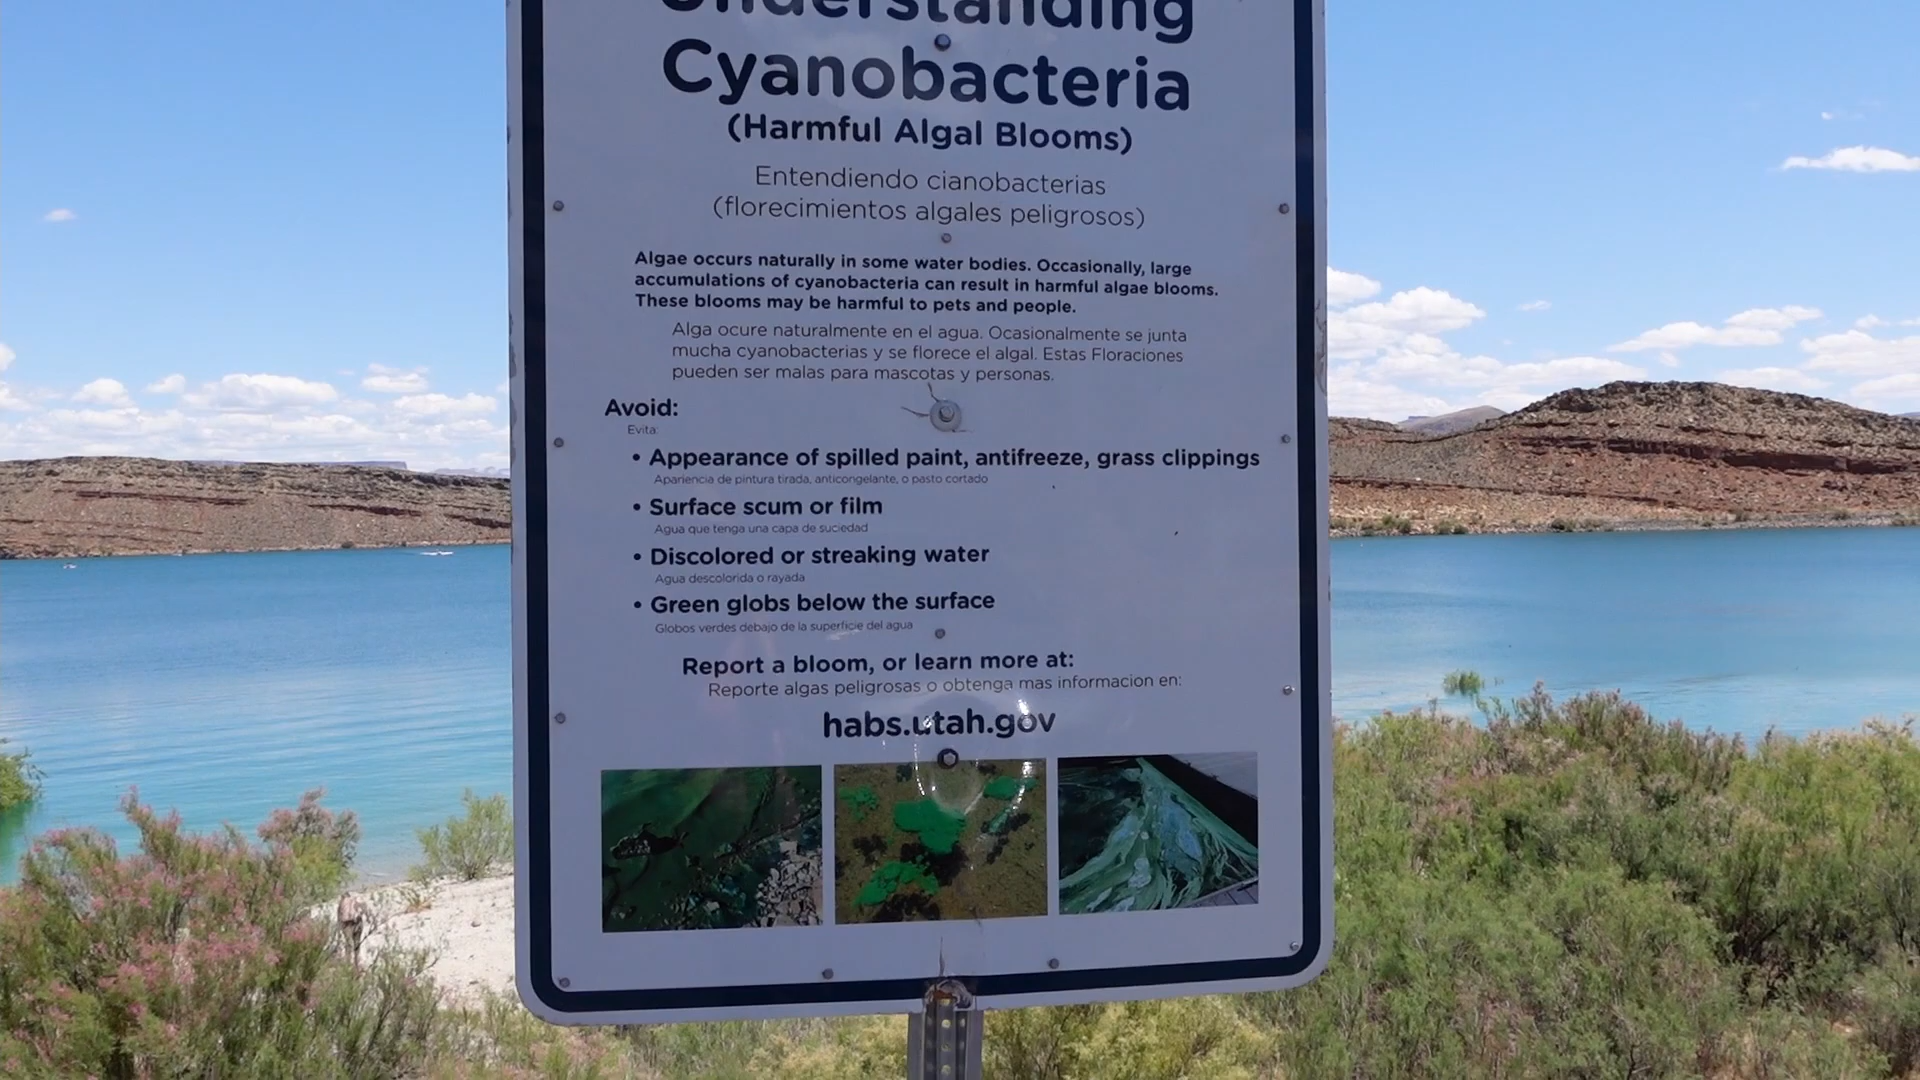 Understanding
Cyanobacteria
(Harmful Algal Blooms)
Entendiendo cianobacterias
(florecimientos algales peligrosos)
Algae occurs naturally in some water bodies. Occasionally, large
accumulations of cyanobacteria can result in harmful algae blooms.
These blooms may be harmful to pets and people.
Alga ocure naturalmente en el agua. Ocasionalmente se junta
mucha cyanobacterias y se florece el algal. Estas Floraciones
pueden ser malas para mascotas y personas.
Avoid:
Evita:
• Appearance of spilled paint, antifreeze, grass clippings
Apariencia de pintura tirada, anticongelante, o pasto cortado
• Surface scum or film
Agua que tenga una capa de suciedad
• Discolored or streaking water
Agua descolorida o rayada
• Green globs below the surface
Globos verdes debajo de la superficie del agua
Report a bloom, or learn more at:
Reporte algas peligrosas o obtenga mas informacion en:
habs.utah.gov